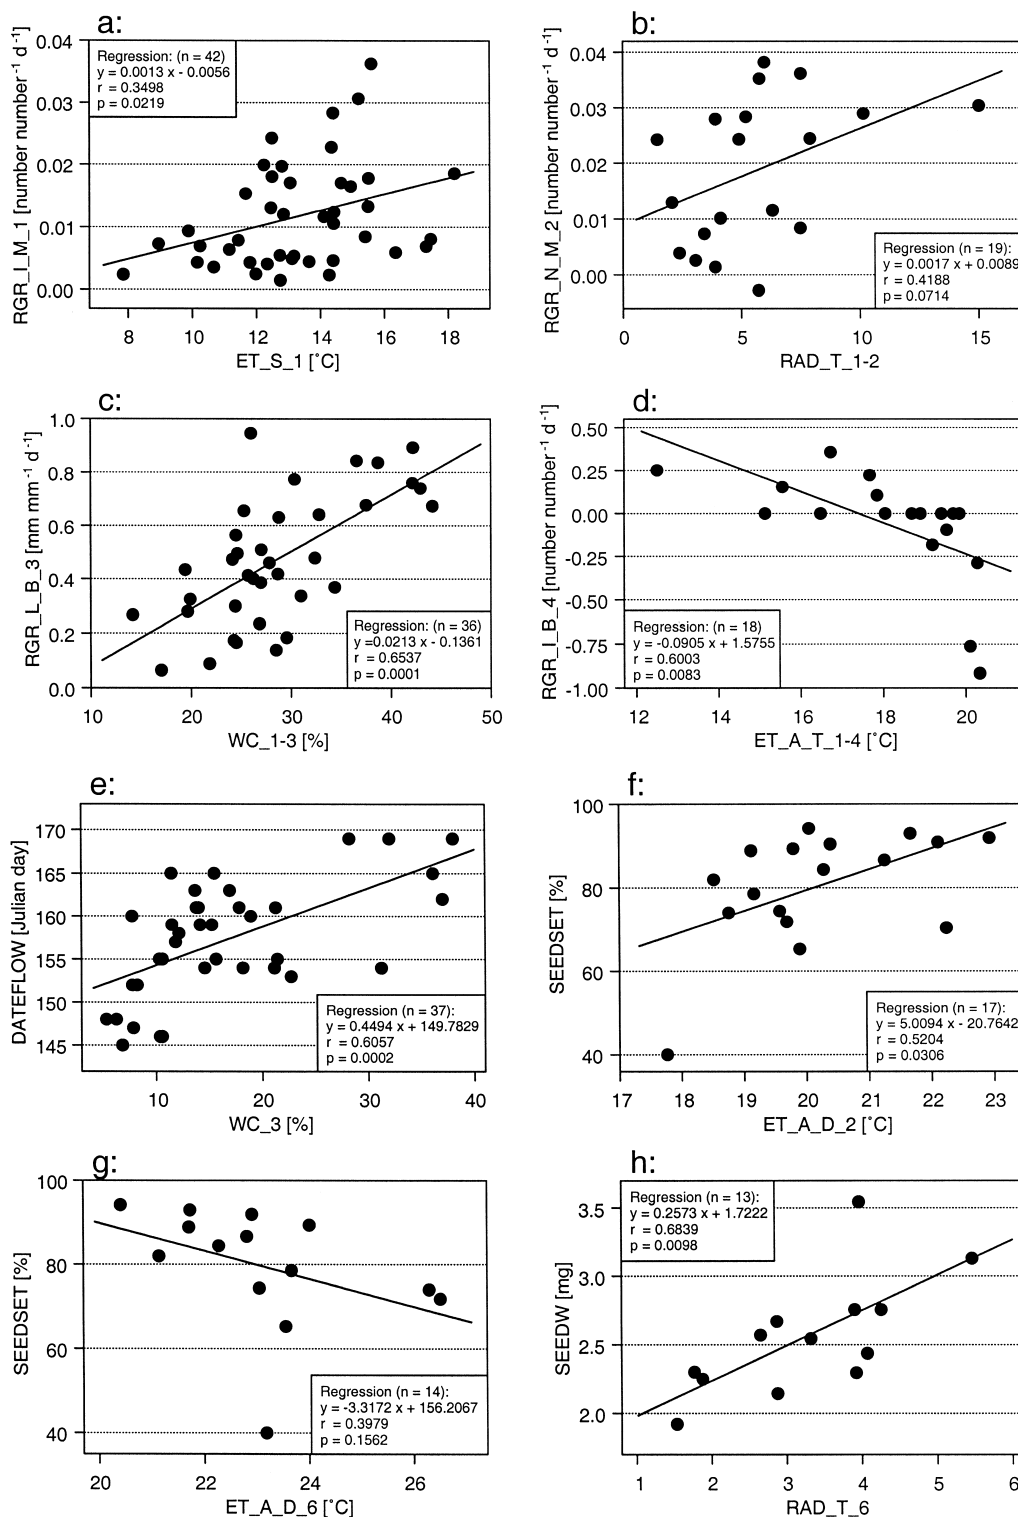 a:
RGR_I_M_1 [number number-1 d-1]
0.04
0.03
0.02
0.01
0.00
Regression: (n = 42)
y = 0.0013 x - 0.0056
r = 0.3498
p = 0.0219
8 10 12 14 16 18
ET_S_1 [˚C]
b:
RGR_N_M_2 [number number-1 d-1]
0.04
0.03
0.02
0.01
0.00
Regression (n = 19):
y = 0.0017 x + 0.0089
r = 0.4188
p = 0.0714
0 5 10 15
RAD_T_1-2
c:
RGR_L_B_3 [mm mm-1 d-1]
1.0
0.8
0.6
0.4
0.2
0.0
Regression: (n = 36)
y =0.0213 x - 0.1361
r = 0.6537
p = 0.0001
10 20 30 40 50
WC_1-3 [%]
d:
RGR_I_B_4 [number number-1 d-1]
0.50
0.25
0.00
-0.25
-0.50
-0.75
-1.00
Regression: (n = 18)
y = -0.0905 x + 1.5755
r = 0.6003
p = 0.0083
12 14 16 18 20
ET_A_T_1-4 [˚C]
e:
DATEFLOW [Julian day]
170
165
160
155
150
145
Regression (n = 37):
y = 0.4494 x + 149.7829
r = 0.6057
p = 0.0002
10 20 30 40
WC_3 [%]
f:
SEEDSET [%]
100
80
60
40
Regression (n = 17):
y = 5.0094 x - 20.7642
r = 0.5204
p = 0.0306
17 18 19 20 21 22 23
ET_A_D_2 [˚C]
g:
SEEDSET [%]
100
80
60
40
Regression (n = 14):
y = -3.3172 x + 156.2067
r = 0.3979
p = 0.1562
20 22 24 26
ET_A_D_6 [˚C]
h:
SEEDW [mg]
3.5
3.0
2.5
2.0
Regression (n = 13):
y = 0.2573 x + 1.7222
r = 0.6839
p = 0.0098
1 2 3 4 5 6
RAD_T_6